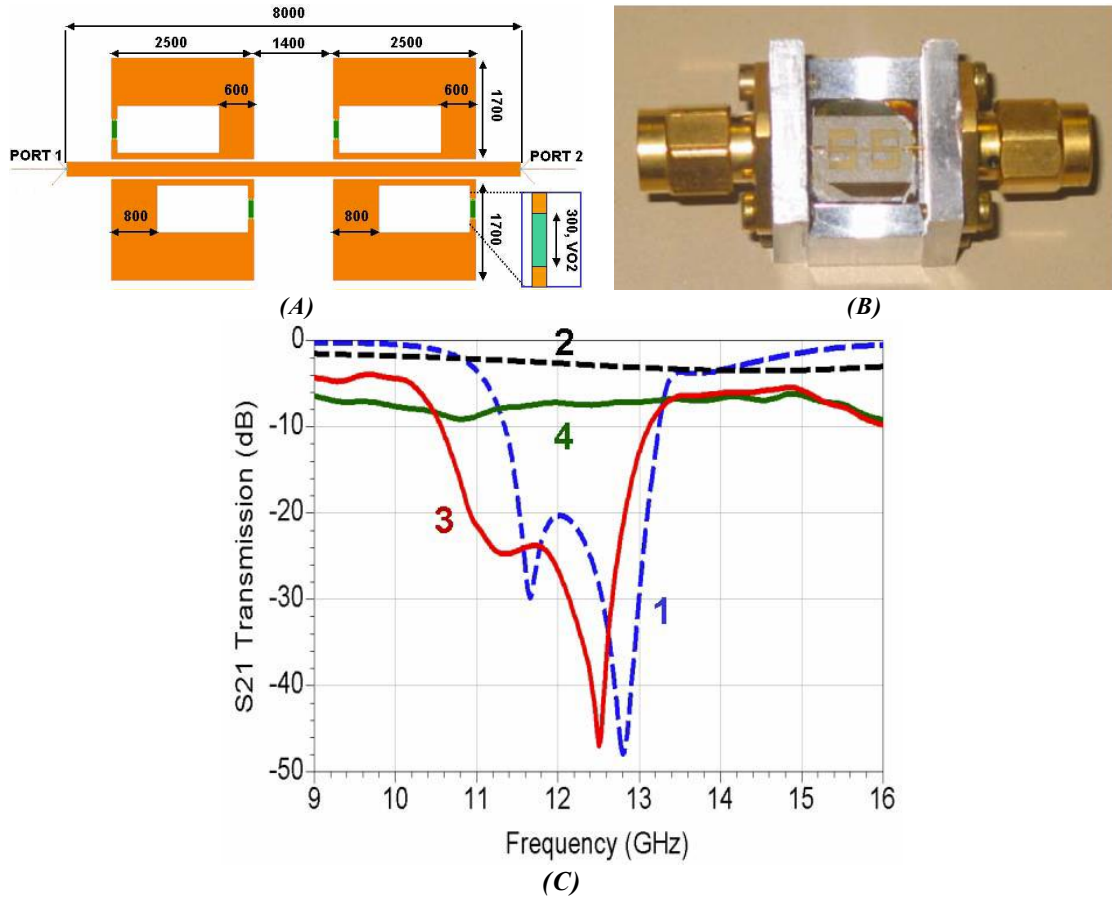 8000
2500 1400 2500
600 600
1700
PORT 1 PORT 2
800 800
1700
300, VO2
(A) (B)
S21 Transmission (dB)
0
-10
-20
-30
-40
-50
2
4
3
1
9 10 11 12 13 14 15 16
Frequency (GHz)
(C)